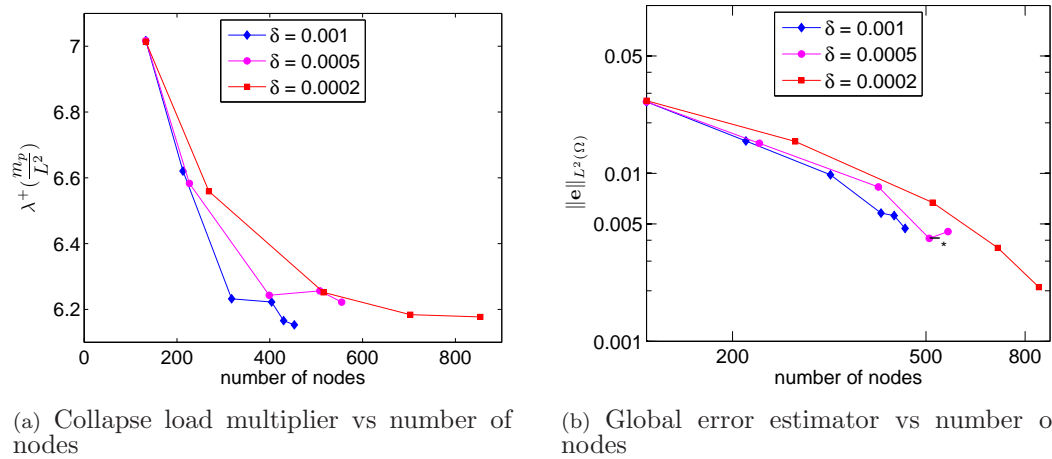 7
6.8
6.6
6.4
6.2
0
200
400
600
800
λ⁺(m_p/L²)
number of nodes
δ = 0.001
δ = 0.0005
δ = 0.0002
(a) Collapse load multiplier vs number of
nodes
0.05
0.01
0.005
0.001
200
500
800
‖e‖_{L²(Ω)}
number of nodes
δ = 0.001
δ = 0.0005
δ = 0.0002
*
(b) Global error estimator vs number o
nodes